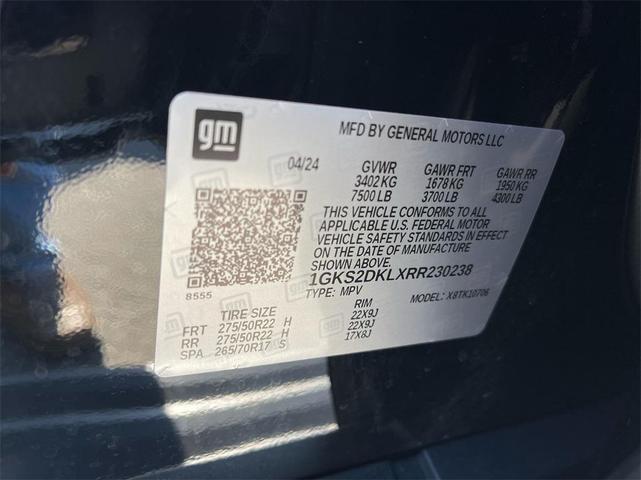 gm
MFD BY GENERAL MOTORS LLC
04/24 GVWR GAWR FRT GAWR RR
3402 KG 1678 KG 1950 KG
7500 LB 3700 LB 4300 LB
THIS VEHICLE CONFORMS TO ALL
APPLICABLE U.S. FEDERAL MOTOR
VEHICLE SAFETY STANDARDS IN EFFECT
ON THE DATE OF MANUFACTURE
SHOWN ABOVE.
1GKS2DKLXRR230238
8555
TYPE: MPV MODEL: X8TK10706
TIRE SIZE RIM
FRT 275/50R22 H 22X9J
RR 275/50R22 H 22X9J
SPA 265/70R17 S 17X8J